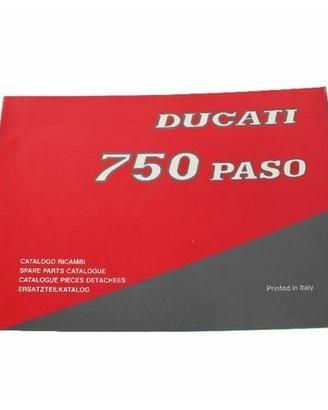 DUCATI
750 PASO
CATALOGO RICAMBI
SPARE PARTS CATALOGUE
CATALOGUE PIECES DETACHEES
ERSATZTEILKATALOG
Printed in Italy